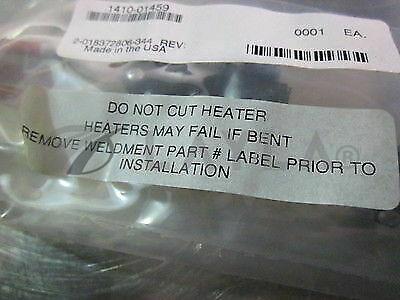 1410-01459
2-018372806-344 REV:
Made in the USA
0001 EA.
DO NOT CUT HEATER
HEATERS MAY FAIL IF BENT
REMOVE WELDMENT PART # LABEL PRIOR TO
INSTALLATION